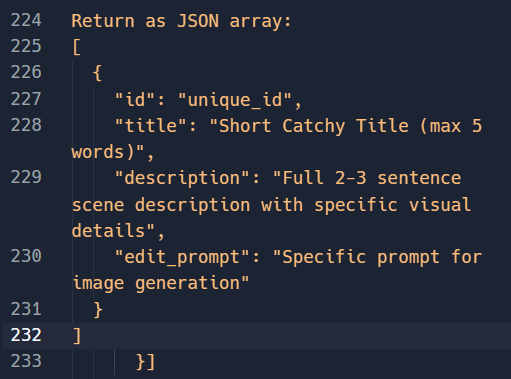 224 Return as JSON array:
225 [
226   {
227     "id": "unique_id",
228     "title": "Short Catchy Title (max 5
words)",
229     "description": "Full 2-3 sentence
scene description with specific visual
details",
230     "edit_prompt": "Specific prompt for
image generation"
231   }
232 ]
233       }]